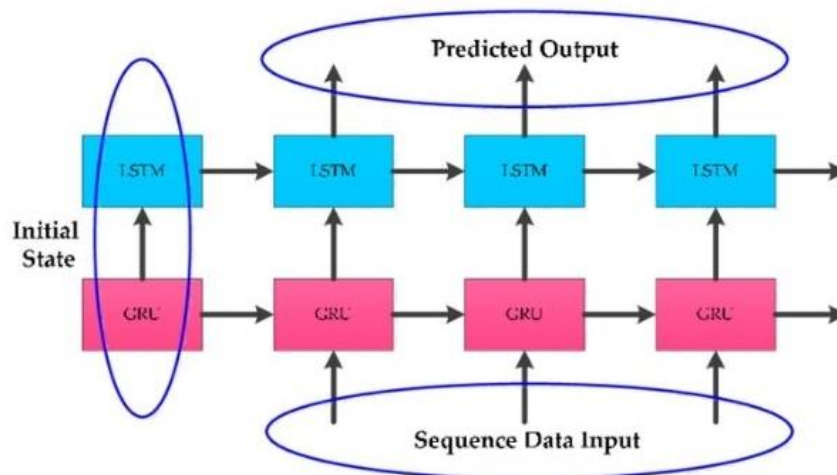 Predicted Output
LSTM
LSTM
LSTM
LSTM
Initial
State
GRU
GRU
GRU
GRU
Sequence Data Input